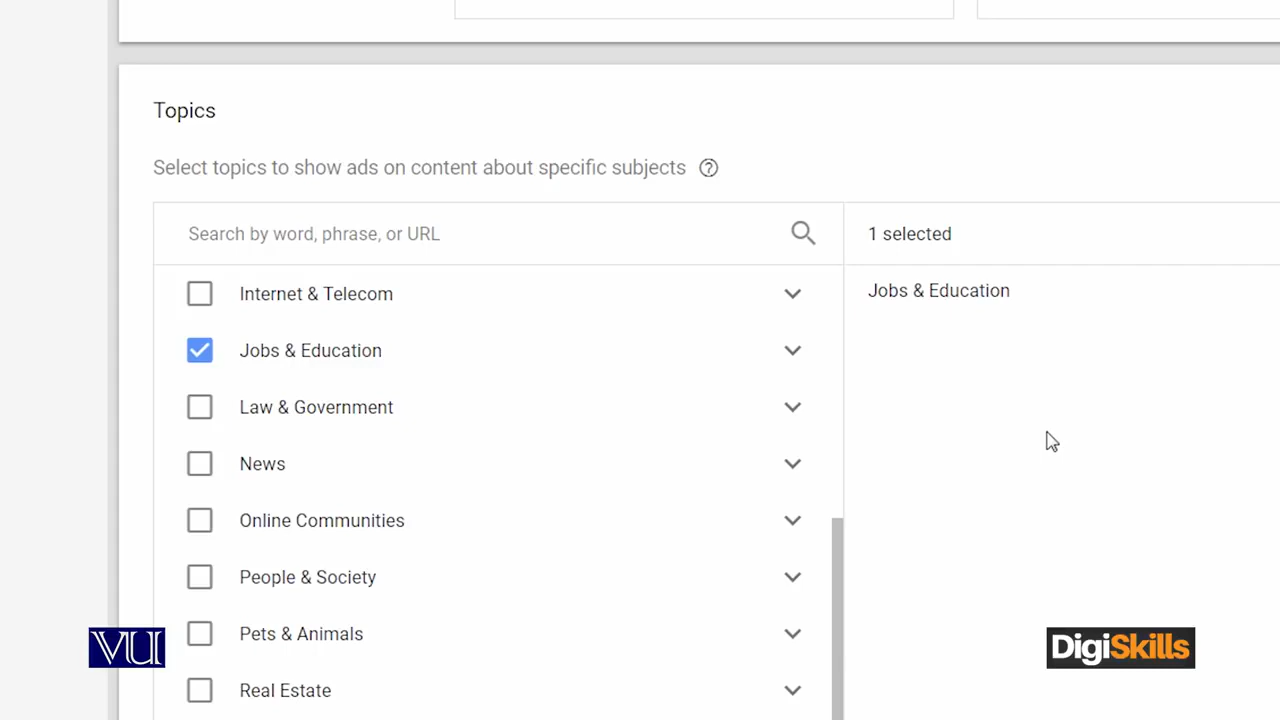 Topics
Select topics to show ads on content about specific subjects
Search by word, phrase, or URL
1 selected
Internet & Telecom
Jobs & Education
Jobs & Education
Law & Government
News
Online Communities
People & Society
Pets & Animals
Real Estate
VU
DigiSkills